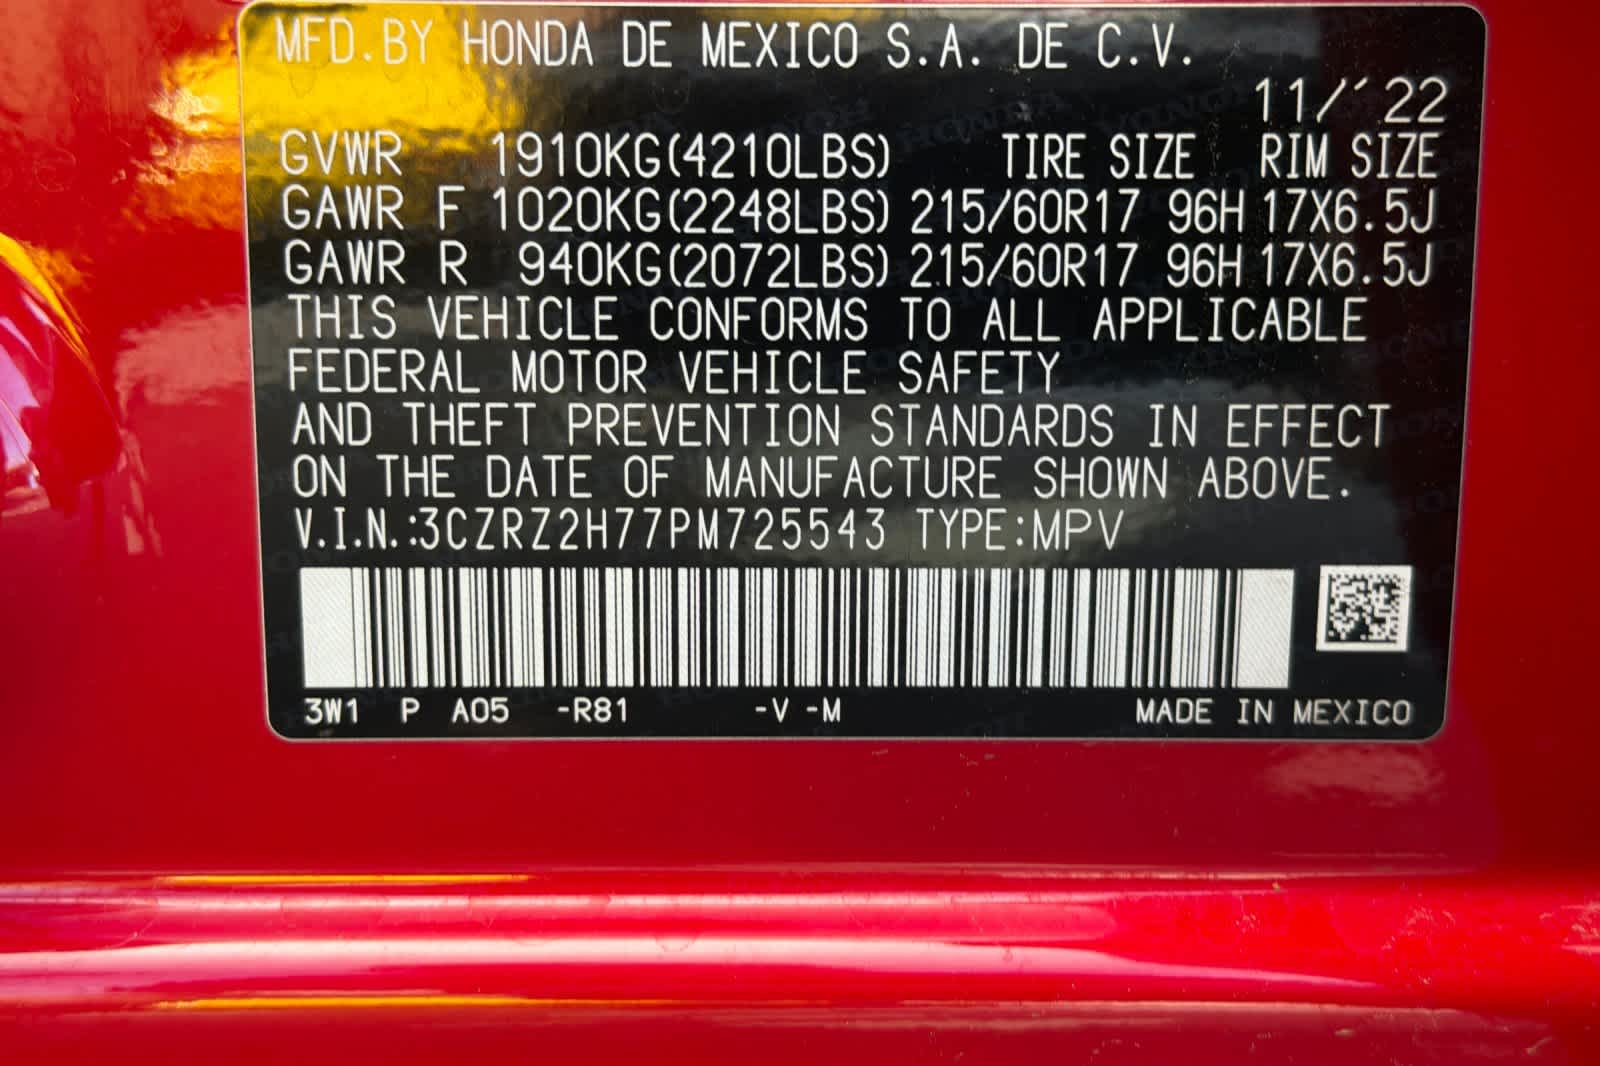 MFD.BY HONDA DE MEXICO S.A. DE C.V.
11/'22
GVWR 1910KG(4210LBS) TIRE SIZE RIM SIZE
GAWR F 1020KG(2248LBS) 215/60R17 96H 17X6.5J
GAWR R 940KG(2072LBS) 215/60R17 96H 17X6.5J
THIS VEHICLE CONFORMS TO ALL APPLICABLE
FEDERAL MOTOR VEHICLE SAFETY
AND THEFT PREVENTION STANDARDS IN EFFECT
ON THE DATE OF MANUFACTURE SHOWN ABOVE.
V.I.N.:3CZRZ2H77PM725543 TYPE:MPV
3W1 P A05 -R81 -V -M MADE IN MEXICO